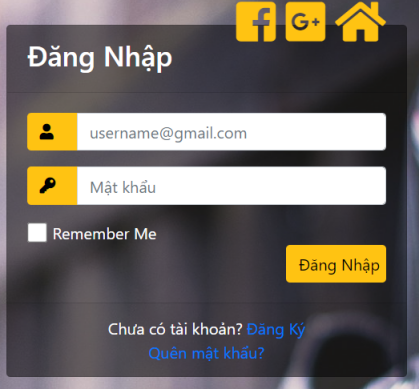 Đăng Nhập
username@gmail.com
Mật khẩu
Remember Me
Đăng Nhập
Chưa có tài khoản? Đăng Ký
Quên mật khẩu?